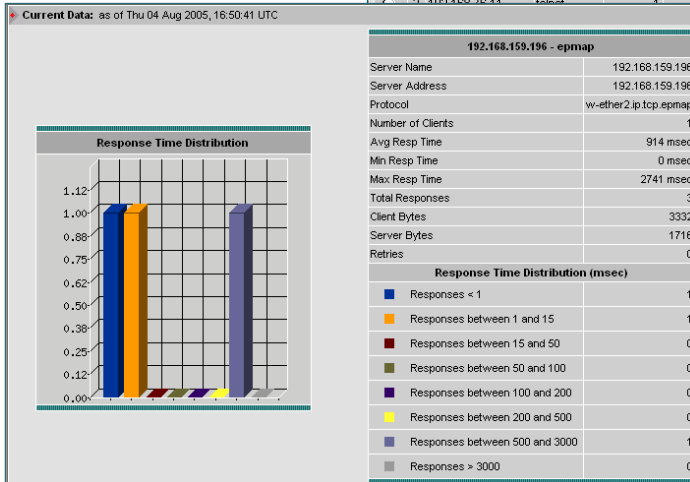 Current Data: as of Thu 04 Aug 2005, 16:50:41 UTC
192.168.159.196 - epmap
Server Name 192.168.159.196
Server Address 192.168.159.196
Protocol w-ether2.ip.tcp.epmap
Number of Clients 1
Avg Resp Time 914 msec
Min Resp Time 0 msec
Max Resp Time 2741 msec
Total Responses 3
Client Bytes 3332
Server Bytes 1716
Retries 0
Response Time Distribution (msec)
Responses < 1 1
Responses between 1 and 15 1
Responses between 15 and 50 0
Responses between 50 and 100 0
Responses between 100 and 200 0
Responses between 200 and 500 0
Responses between 500 and 3000 1
Responses > 3000 0
Response Time Distribution
1.12
1.00
0.88
0.75
0.62
0.50
0.38
0.25
0.12
0.00